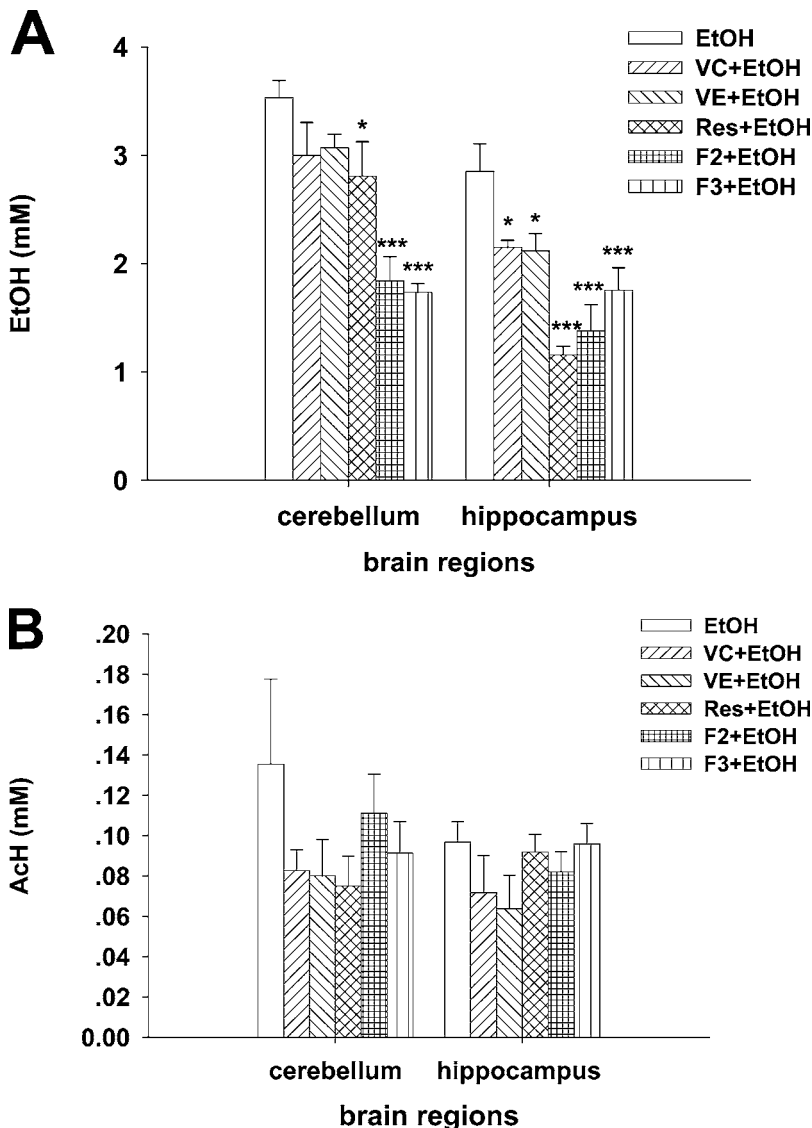 A
EtOH
VC+EtOH
VE+EtOH
Res+EtOH
F2+EtOH
F3+EtOH
4
3
2
1
0
EtOH (mM)
*
***
***
*
*
***
***
***
cerebellum hippocampus
brain regions
B
EtOH
VC+EtOH
VE+EtOH
Res+EtOH
F2+EtOH
F3+EtOH
.20
.18
.16
.14
.12
.10
.08
.06
.04
.02
0.00
AcH (mM)
cerebellum hippocampus
brain regions